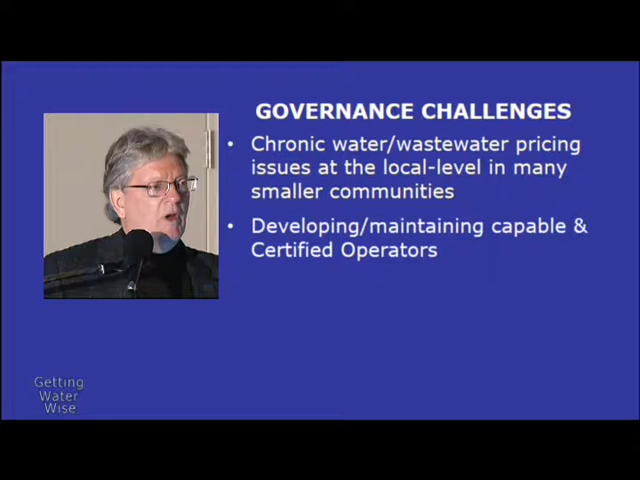 GOVERNANCE CHALLENGES
• Chronic water/wastewater pricing
issues at the local-level in many
smaller communities
• Developing/maintaining capable &
Certified Operators
Getting
Water
Wise